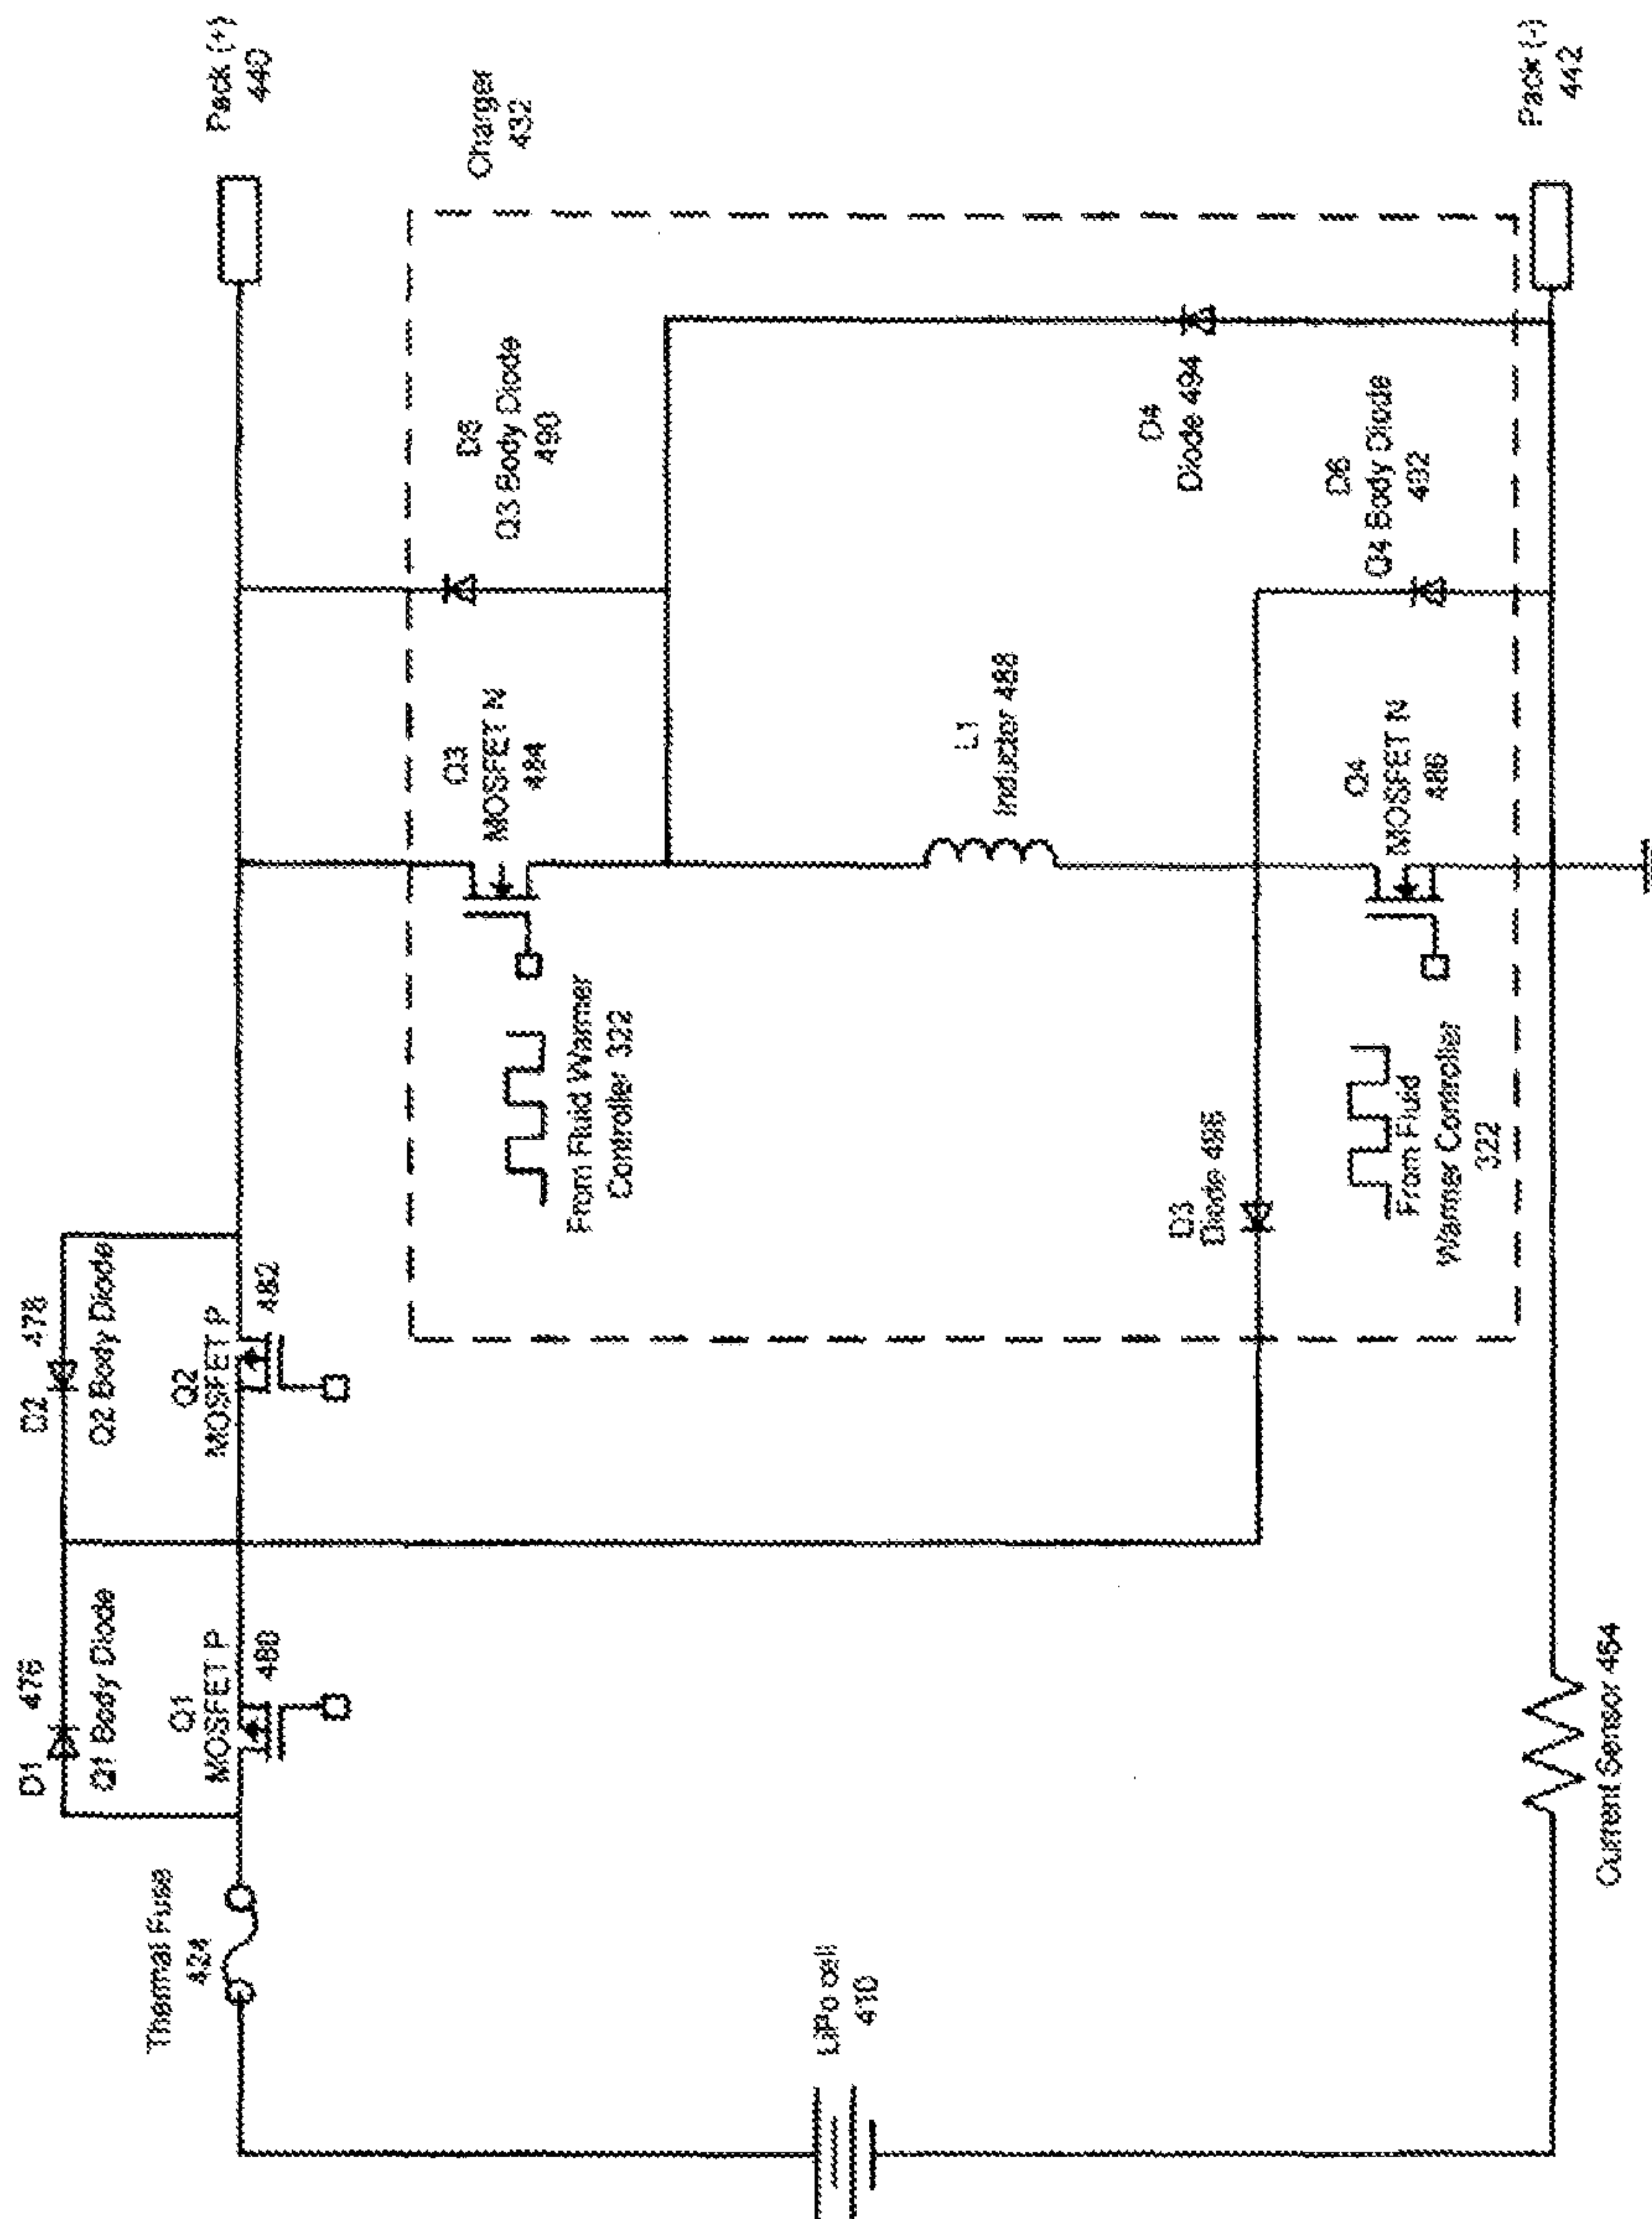 Pack (+)
440
Charger
432
D5
Q3 Body Diode
490
Q3
MOSFET N
484
From Fluid Warmer
Controller 322
D2 478
Q2 Body Diode
Q2
MOSFET P
482
D1 476
Q1 Body Diode
Q1
MOSFET P
480
Thermal Fuse
424
LiPo cell
410
L1
Inductor 488
D4
Diode 494
D6
Q4 Body Diode
492
Q4
MOSFET N
486
From Fluid
Warmer Controller
322
D3
Diode
Current Sensor 454
Pack (-)
442